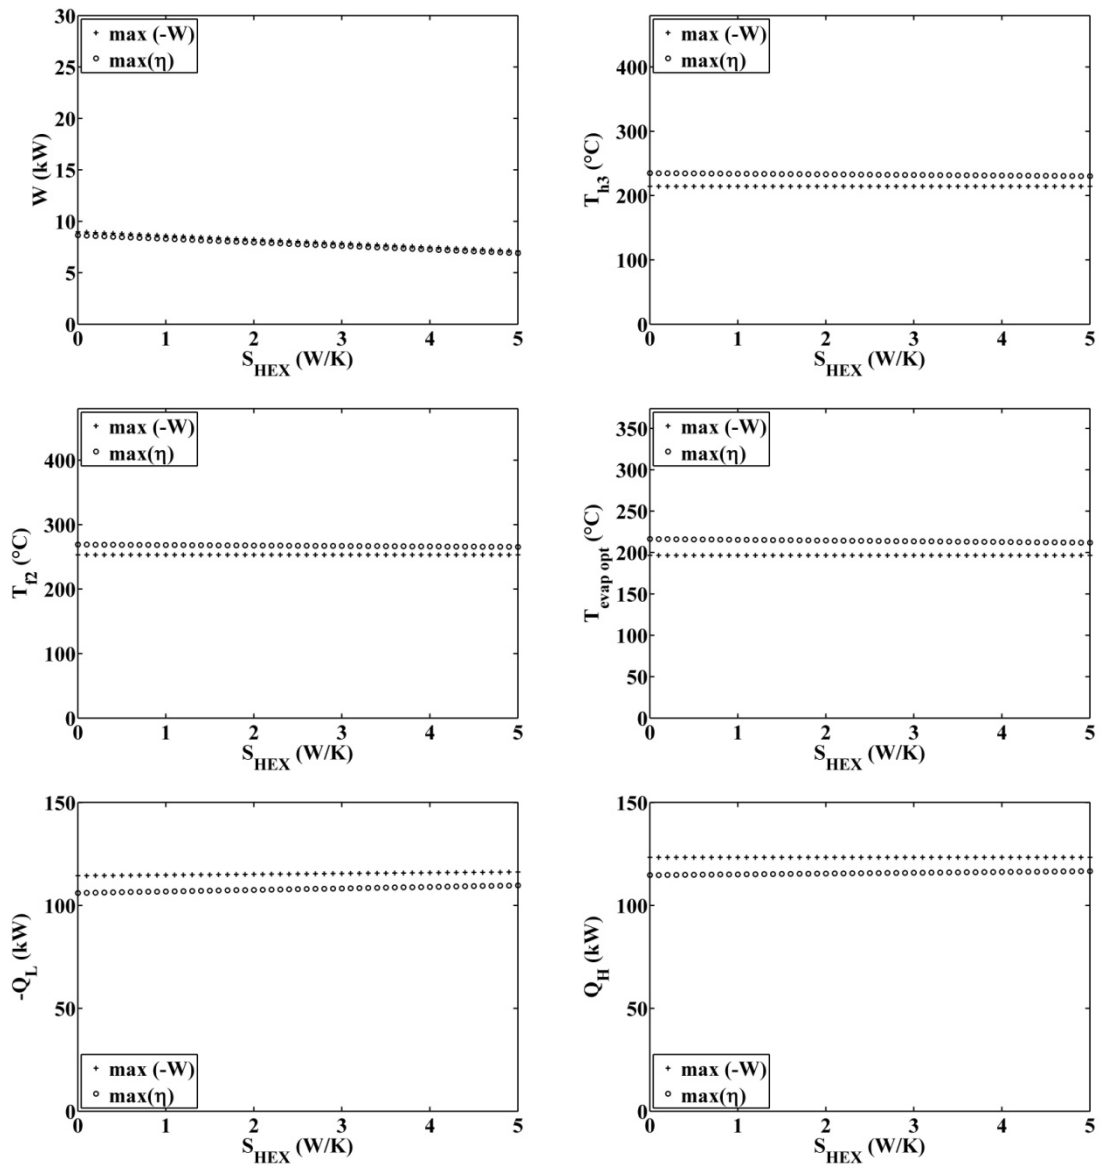 30
25
20
15
10
5
0
W (kW)
max (-W)
max(η)
0 1 2 3 4 5
S_HEX (W/K)
400
300
200
100
0
T_h3 (°C)
max (-W)
max(η)
0 1 2 3 4 5
S_HEX (W/K)
400
300
200
100
0
T_f2 (°C)
max (-W)
max(η)
0 1 2 3 4 5
S_HEX (W/K)
350
300
250
200
150
100
50
0
T_evap opt (°C)
max (-W)
max(η)
0 1 2 3 4 5
S_HEX (W/K)
150
100
50
0
-Q_L (kW)
max (-W)
max(η)
0 1 2 3 4 5
S_HEX (W/K)
150
100
50
0
Q_H (kW)
max (-W)
max(η)
0 1 2 3 4 5
S_HEX (W/K)